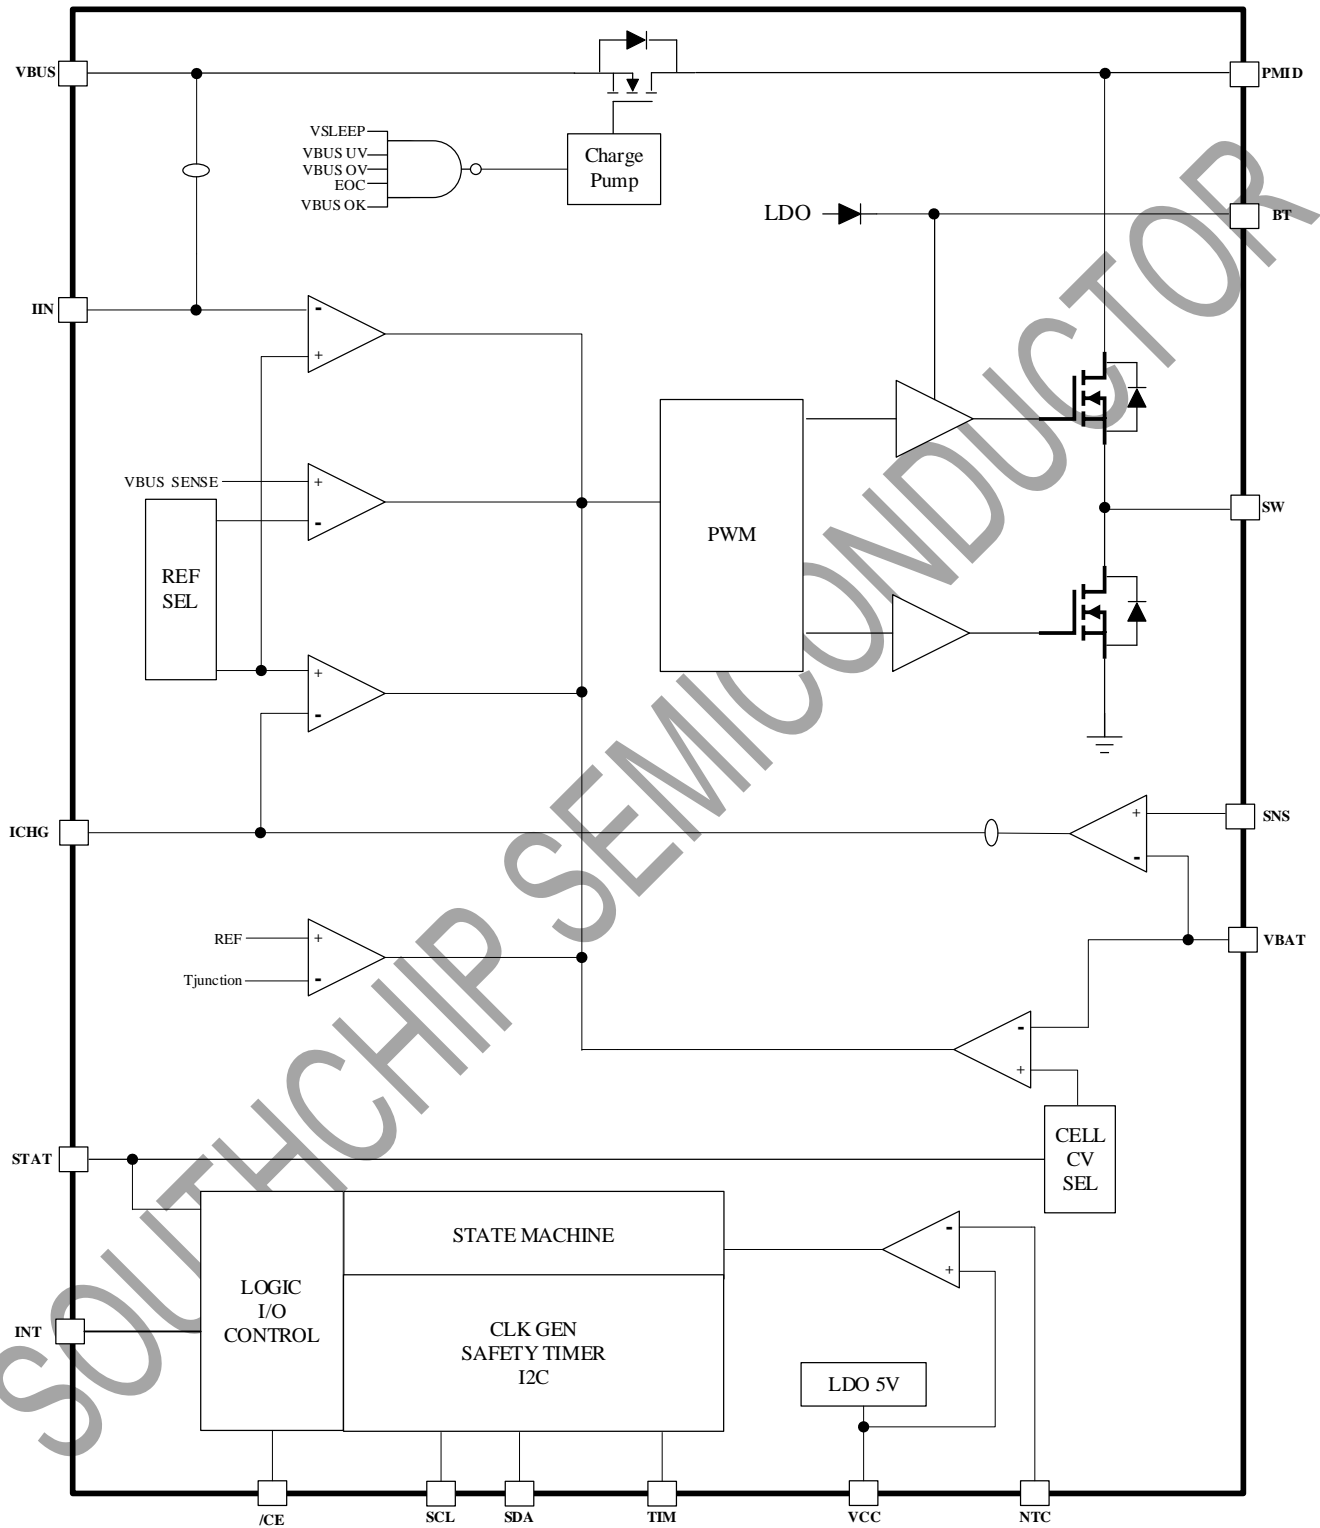 VBUS
PMID
VSLEEP
VBUS UV
VBUS OV
EOC
VBUS OK
Charge
Pump
LDO
BT
IIN
-
+
VBUS SENSE
+
-
REF
SEL
PWM
SW
+
-
ICHG
+
-
SNS
REF
+
Tjunction
-
VBAT
-
+
CELL
CV
SEL
STAT
STATE MACHINE
-
+
LOGIC
I/O
CONTROL
INT
CLK GEN
SAFETY TIMER
I2C
LDO 5V
/CE
SCL
SDA
TIM
VCC
NTC
SOUTHCHIP SEMICONDUCTOR